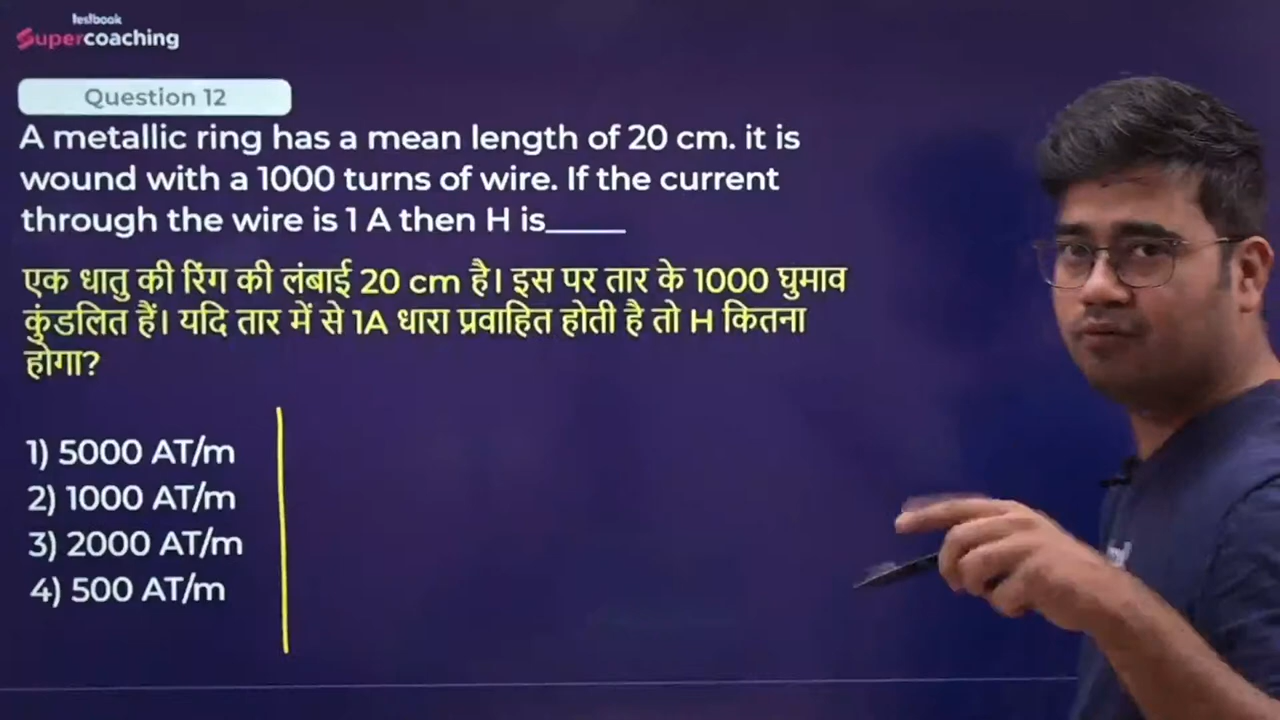 testbook
Supercoaching
Question 12
A metallic ring has a mean length of 20 cm. it is
wound with a 1000 turns of wire. If the current
through the wire is 1 A then H is_____
एक धातु की रिंग की लंबाई 20 cm है। इस पर तार के 1000 घुमाव
कुंडलित हैं। यदि तार में से 1A धारा प्रवाहित होती है तो H कितना
होगा?
1) 5000 AT/m
2) 1000 AT/m
3) 2000 AT/m
4) 500 AT/m